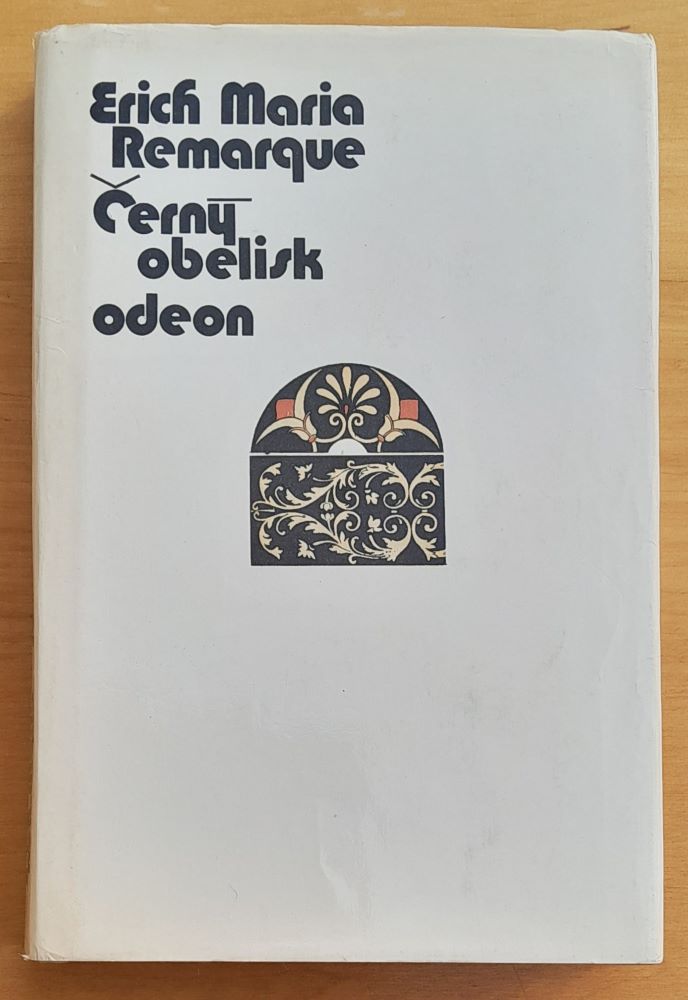 Erich Maria
Remarque
Černý
obelisk
odeon